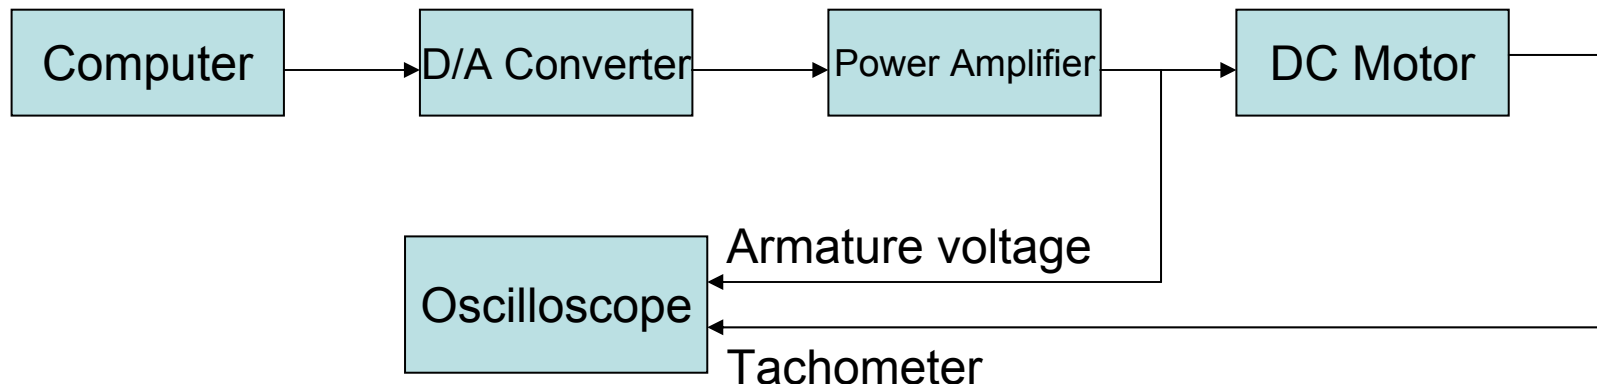 Computer
D/A Converter
Power Amplifier
DC Motor
Armature voltage
Oscilloscope
Tachometer